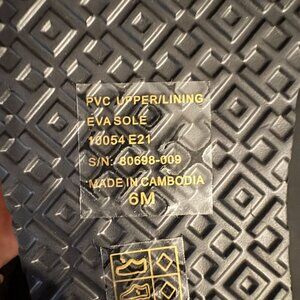 PVC UPPER/LINING
EVA SOLE
10054 E21
S/N: 80698-009
MADE IN CAMBODIA
6M